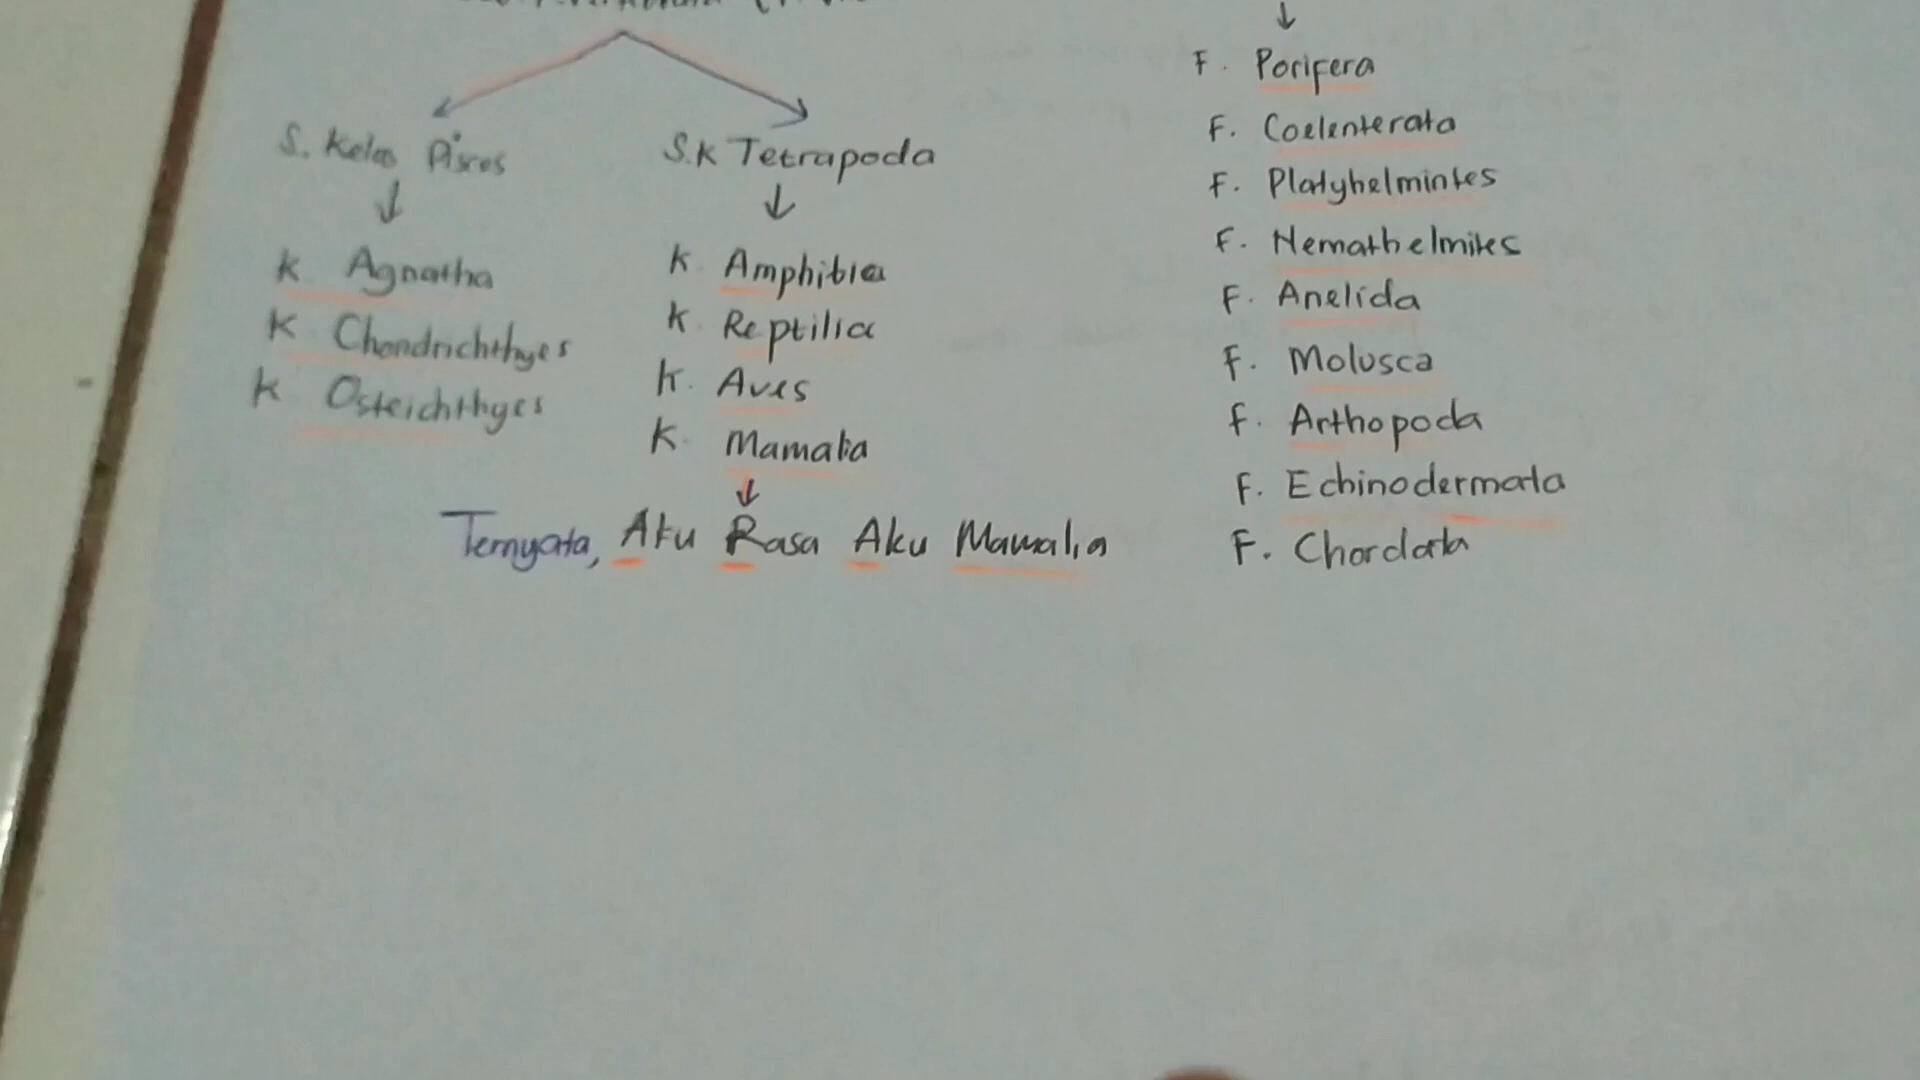 S. Kelas Pisces
K Agnatha
K Chondrichthyes
K Osteichthyes
S.K Tetrapoda
K. Amphibia
K. Reptilia
K. Aves
K. Mamalia
Ternyata, Aku Rasa Aku Mamalia
F. Porifera
F. Coelenterata
F. Platyhelmintes
F. Nemathelmites
F. Anelida
F. Molusca
F. Arthopoda
F. Echinodermata
F. Chordata